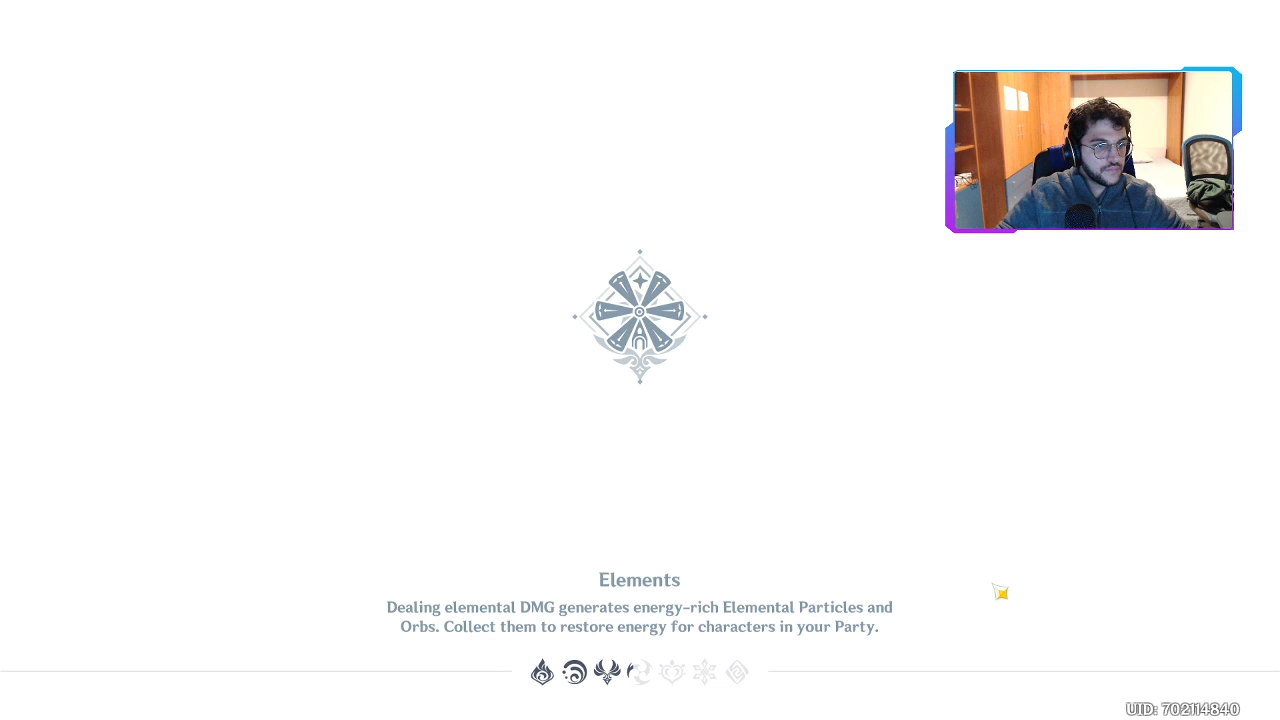 Elements
Dealing elemental DMG generates energy-rich Elemental Particles and
Orbs. Collect them to restore energy for characters in your Party.
UID: 702114840